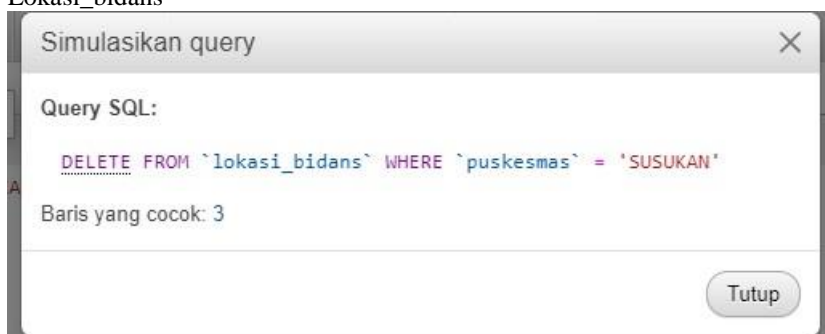 Lokasi_bidans
Simulasikan query
Query SQL:
DELETE FROM `lokasi_bidans` WHERE `puskesmas` = 'SUSUKAN'
A
Baris yang cocok: 3
Tutup